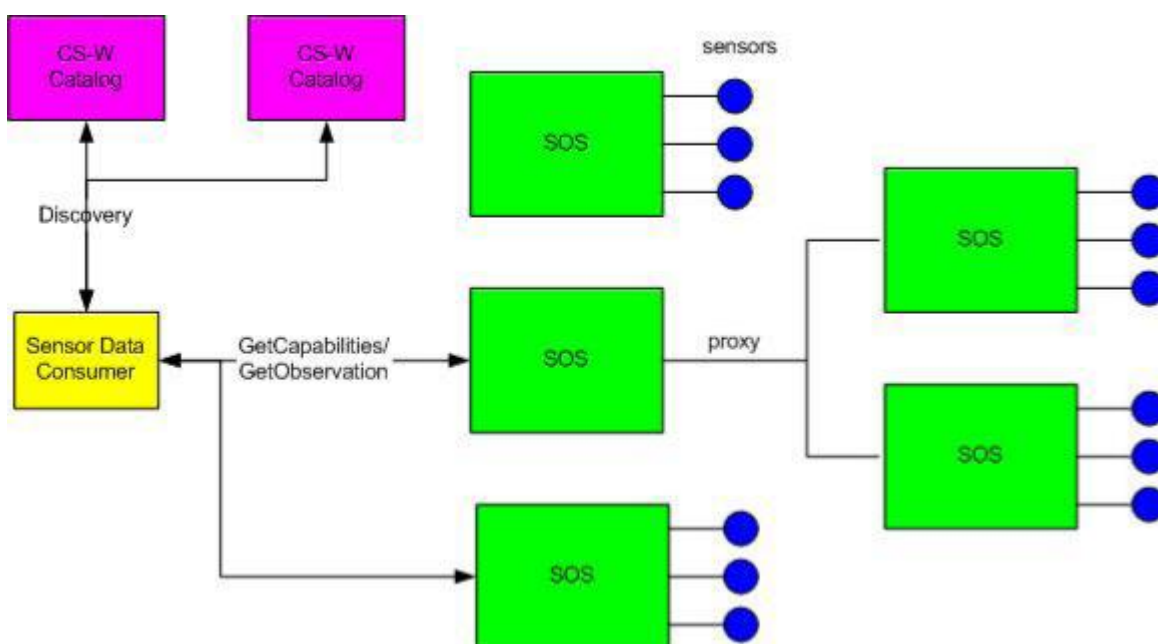 CS-W
Catalog
CS-W
Catalog
sensors
SOS
Discovery
SOS
Sensor Data
Consumer
GetCapabilities/
GetObservation
SOS
proxy
SOS
SOS